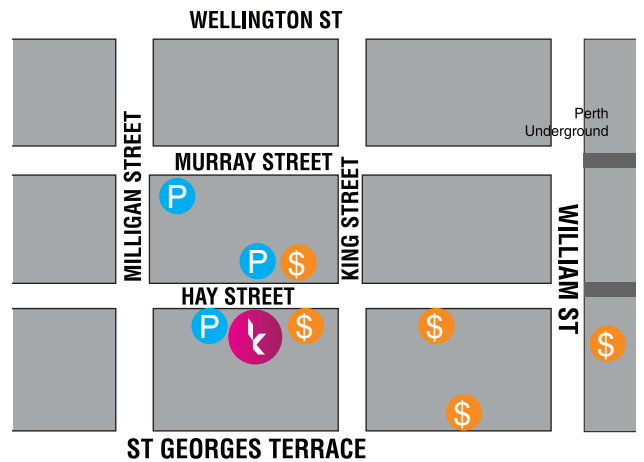 WELLINGTON ST
Perth
Underground
MURRAY STREET
MILLIGAN STREET
KING STREET
WILLIAM ST
P
P
$
HAY STREET
P
k
$
$
$
$
ST GEORGES TERRACE